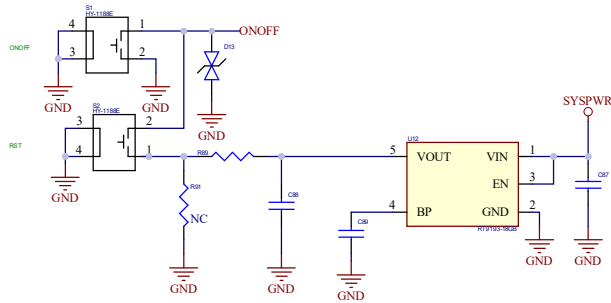 S1
HY-1188E
4
1
ONOFF
D13
ONOFF
3
2
GND
GND
GND
S2
HY-1188E
SYSPWR
3
2
U12
RST
4
1
R89
5
VOUT
VIN
1
GND
EN
3
C87
R91
C88
4
BP
GND
2
NC
C89
RT9193-18GB
GND
GND
GND
GND
GND
GND